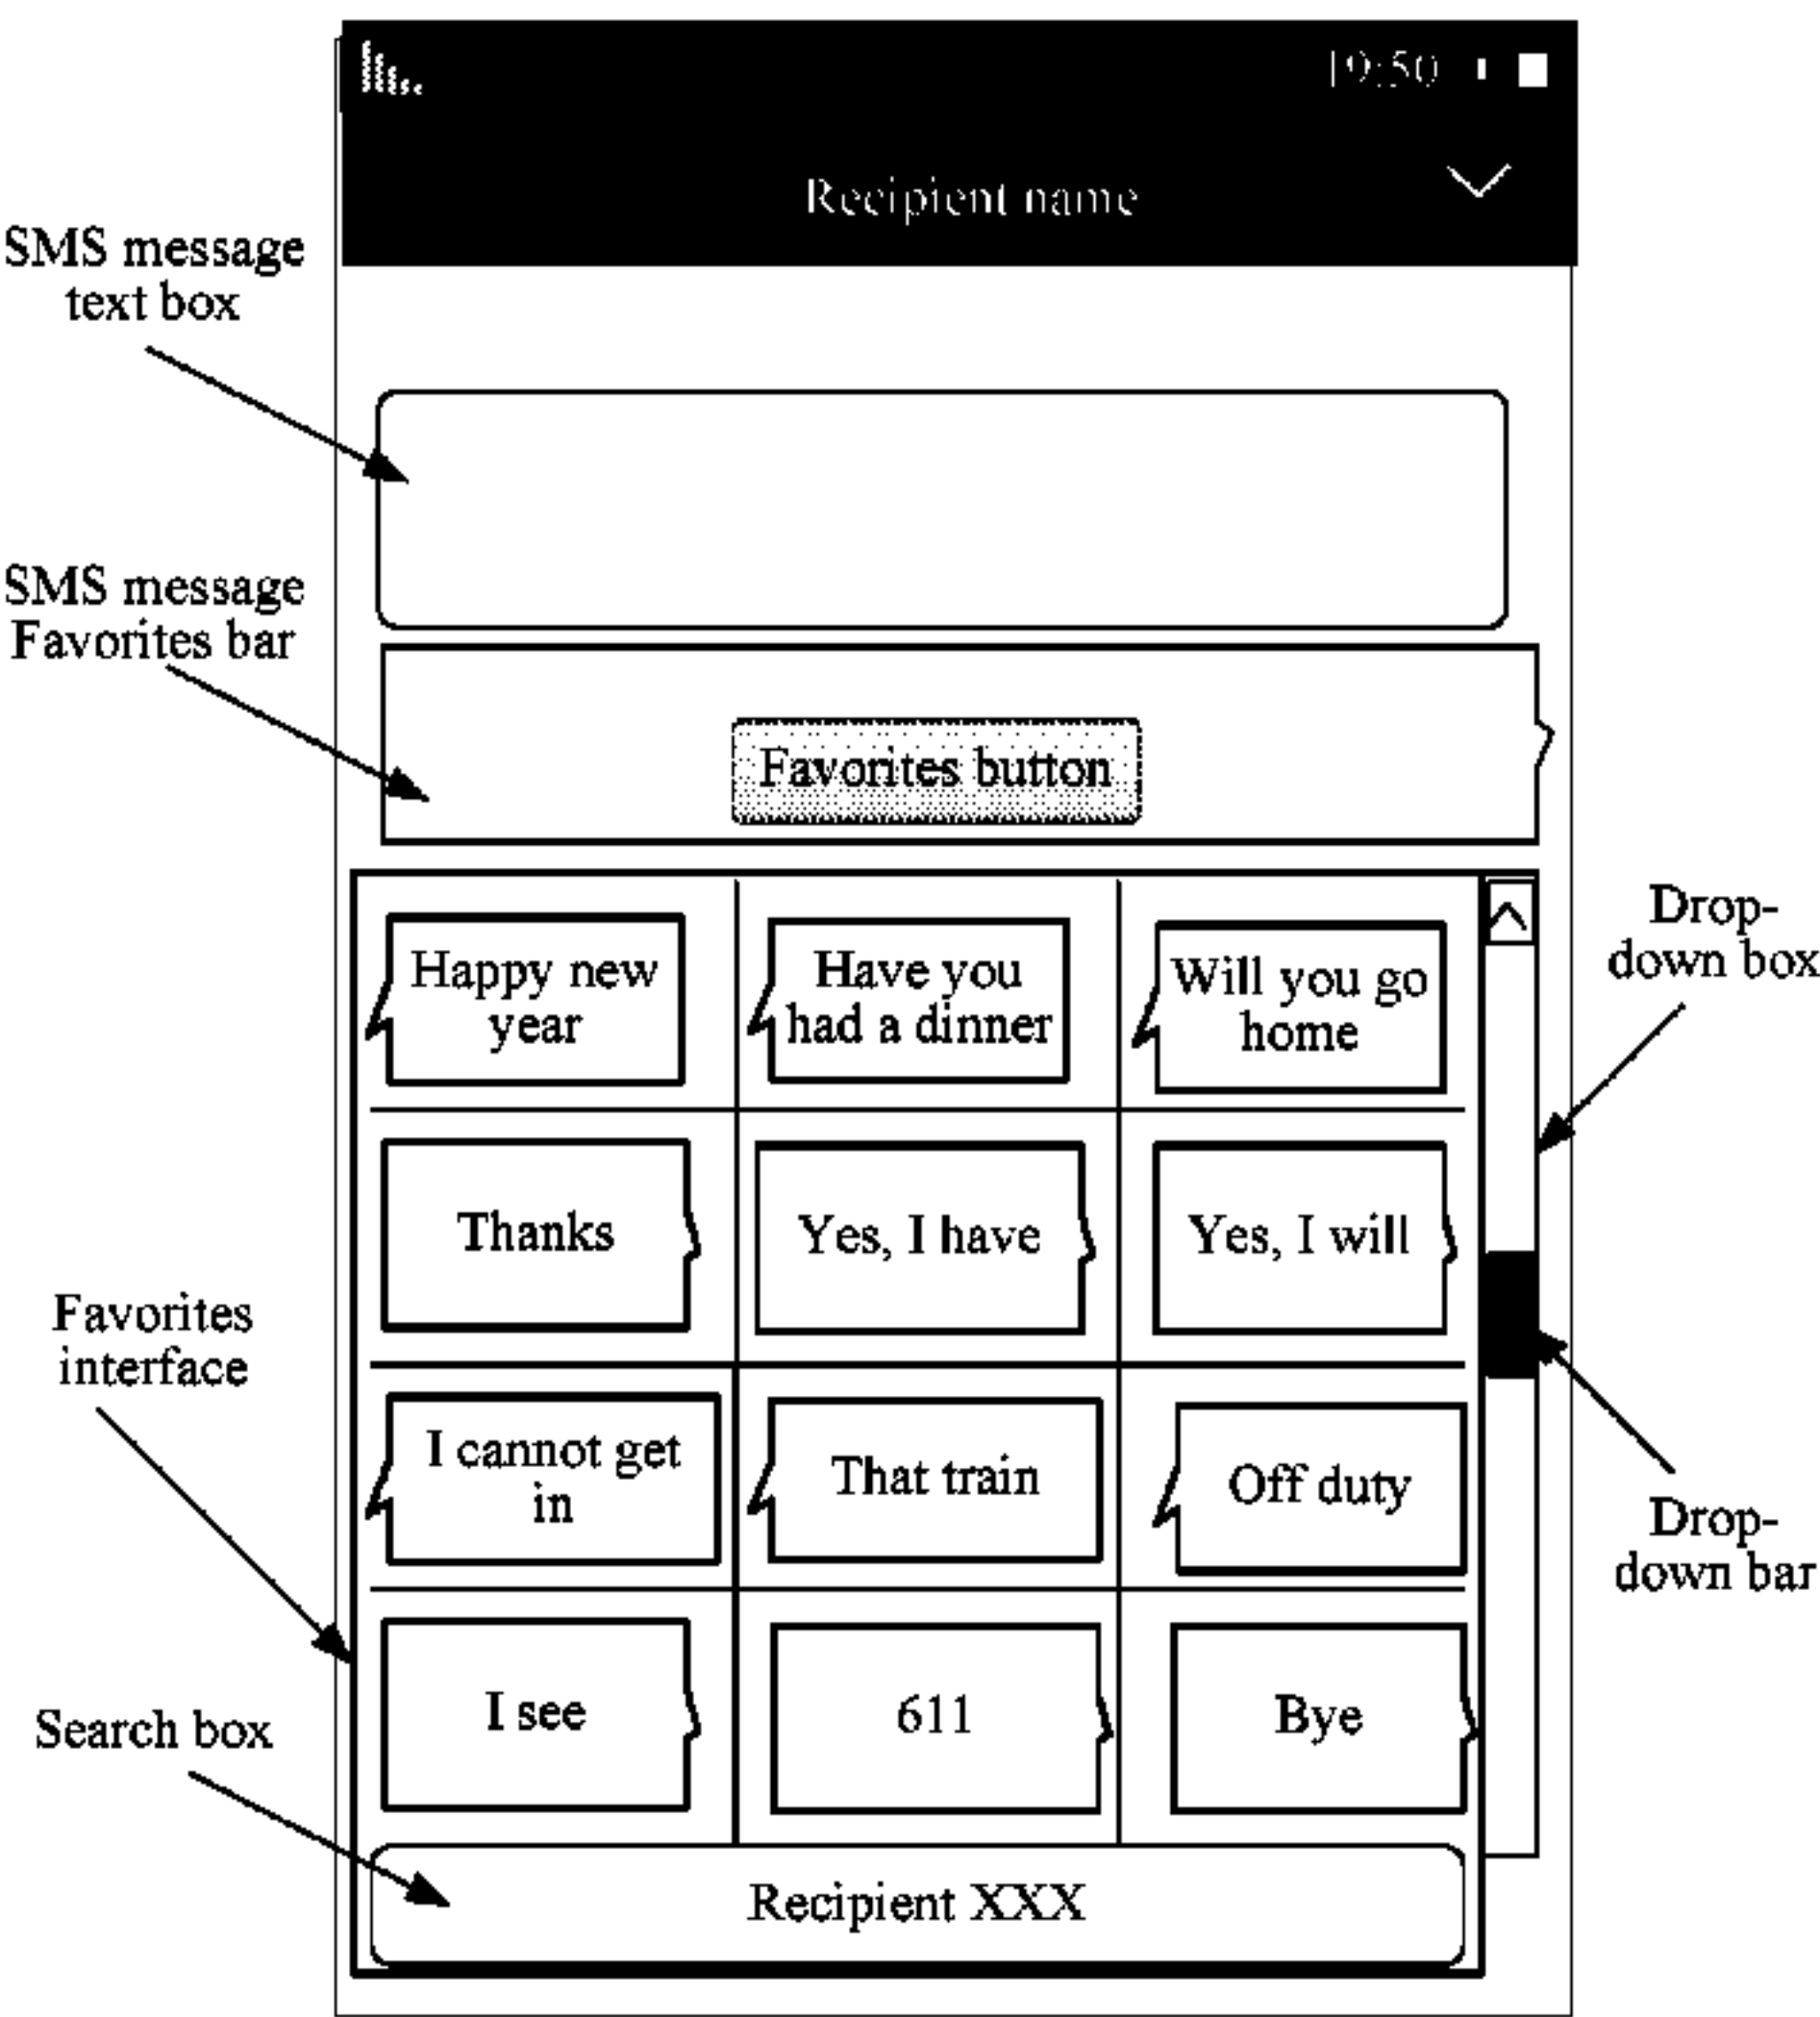 19:50
Recipient name
SMS message
text box
SMS message
Favorites bar
Favorites button
Drop-
down box
Happy new
year
Have you
had a dinner
Will you go
home
Thanks
Yes, I have
Yes, I will
Favorites
interface
I cannot get
in
That train
Off duty
Drop-
down bar
I see
611
Bye
Search box
Recipient XXX